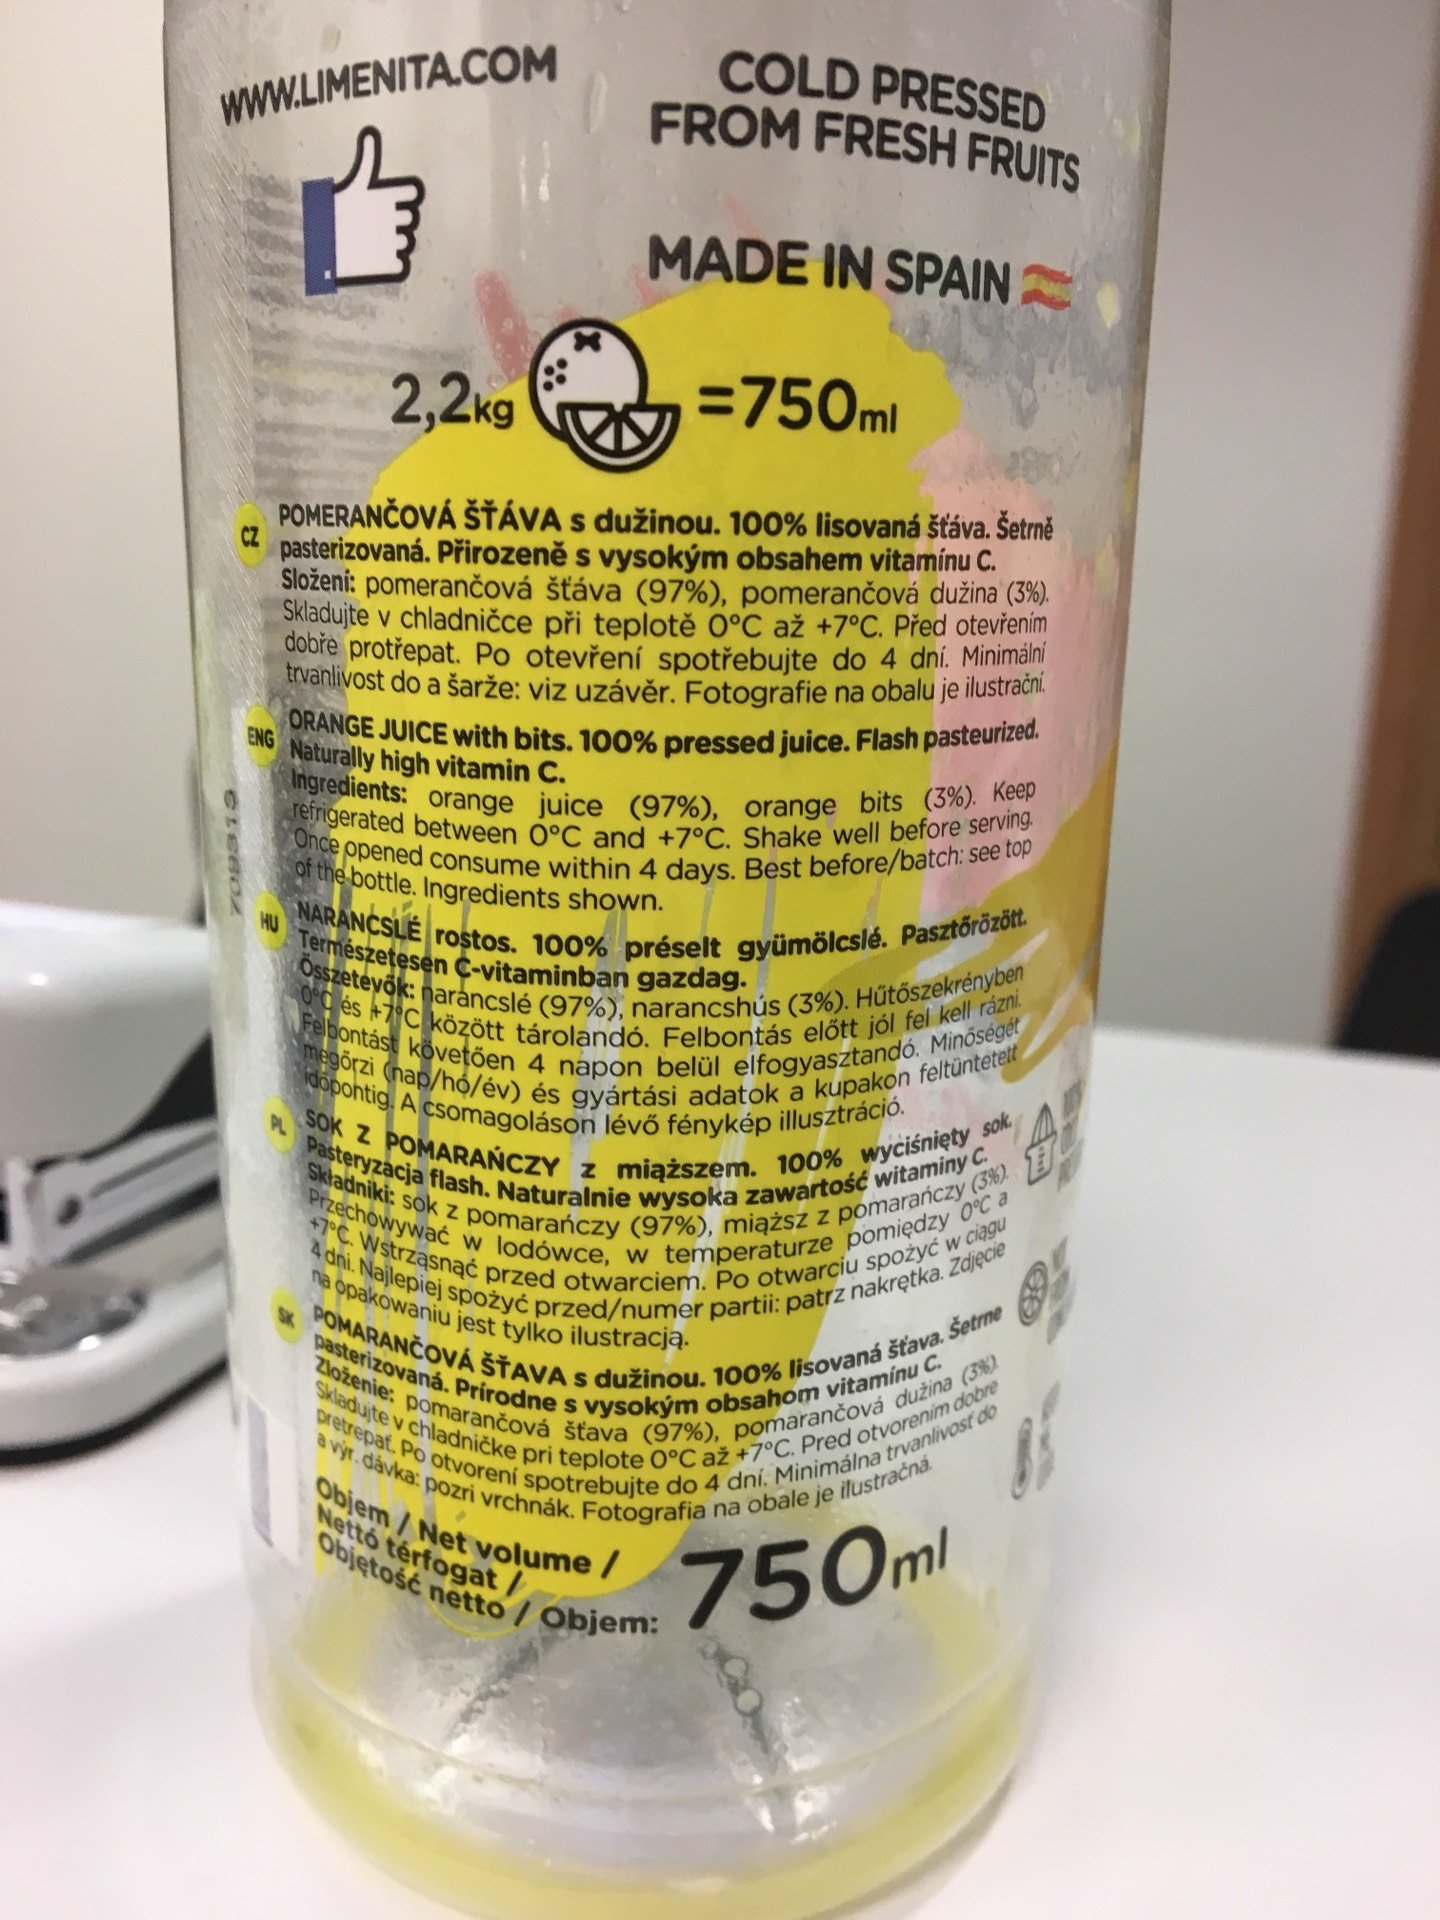 WWW.LIMENITA.COM
COLD PRESSED
FROM FRESH FRUITS
MADE IN SPAIN
2,2kg =750ml
CZ
POMERANČOVÁ ŠŤÁVA s dužinou. 100% lisovaná šťáva. Šetrně
pasterizovaná. Přirozeně s vysokým obsahem vitamínu C.
Složení: pomerančová šťáva (97%), pomerančová dužina (3%).
Skladujte v chladničce při teplotě 0°C až +7°C. Před otevřením
dobře protřepat. Po otevření spotřebujte do 4 dní. Minimální
trvanlivost do a šarže: viz uzávěr. Fotografie na obalu je ilustrační.
ENG
ORANGE JUICE with bits. 100% pressed juice. Flash pasteurized.
Naturally high vitamin C.
Ingredients: orange juice (97%), orange bits (3%). Keep
refrigerated between 0°C and +7°C. Shake well before serving.
Once opened consume within 4 days. Best before/batch: see top
of the bottle. Ingredients shown.
HU
NARANCSLÉ rostos. 100% préselt gyümölcslé. Pasztőrözött.
Természetesen C-vitaminban gazdag.
Összetevők: narancslé (97%), narancshús (3%). Hűtőszekrényben
0°C és +7°C között tárolandó. Felbontás előtt jól fel kell rázni.
Felbontást követően 4 napon belül elfogyasztandó. Minőségét
megőrzi (nap/hó/év) és gyártási adatok a kupakon feltüntetett
időpontig. A csomagoláson lévő fénykép illusztráció.
PL
SOK Z POMARAŃCZY z miąższem. 100% wyciśnięty sok.
Pasteryzacja flash. Naturalnie wysoka zawartość witaminy C.
Składniki: sok z pomarańczy (97%), miąższ z pomarańczy (3%).
Przechowywać w lodówce, w temperaturze pomiędzy 0°C a
+7°C. Wstrząsnąć przed otwarciem. Po otwarciu spożyć w ciągu
4 dni. Najlepiej spożyć przed/numer partii: patrz nakrętka. Zdjęcie
na opakowaniu jest tylko ilustracją.
SK
POMARANČOVÁ ŠŤAVA s dužinou. 100% lisovaná šťava. Šetrne
pasterizovaná. Prírodne s vysokým obsahom vitamínu C.
Zloženie: pomarančová šťava (97%), pomarančová dužina (3%).
Skladujte v chladničke pri teplote 0°C až +7°C. Pred otvorením dobre
pretrepať. Po otvorení spotrebujte do 4 dní. Minimálna trvanlivosť do
a výr. dávka: pozri vrchnák. Fotografia na obale je ilustračná.
Objem / Net volume /
Nettó térfogat /
Objętość netto / Objem:
750ml